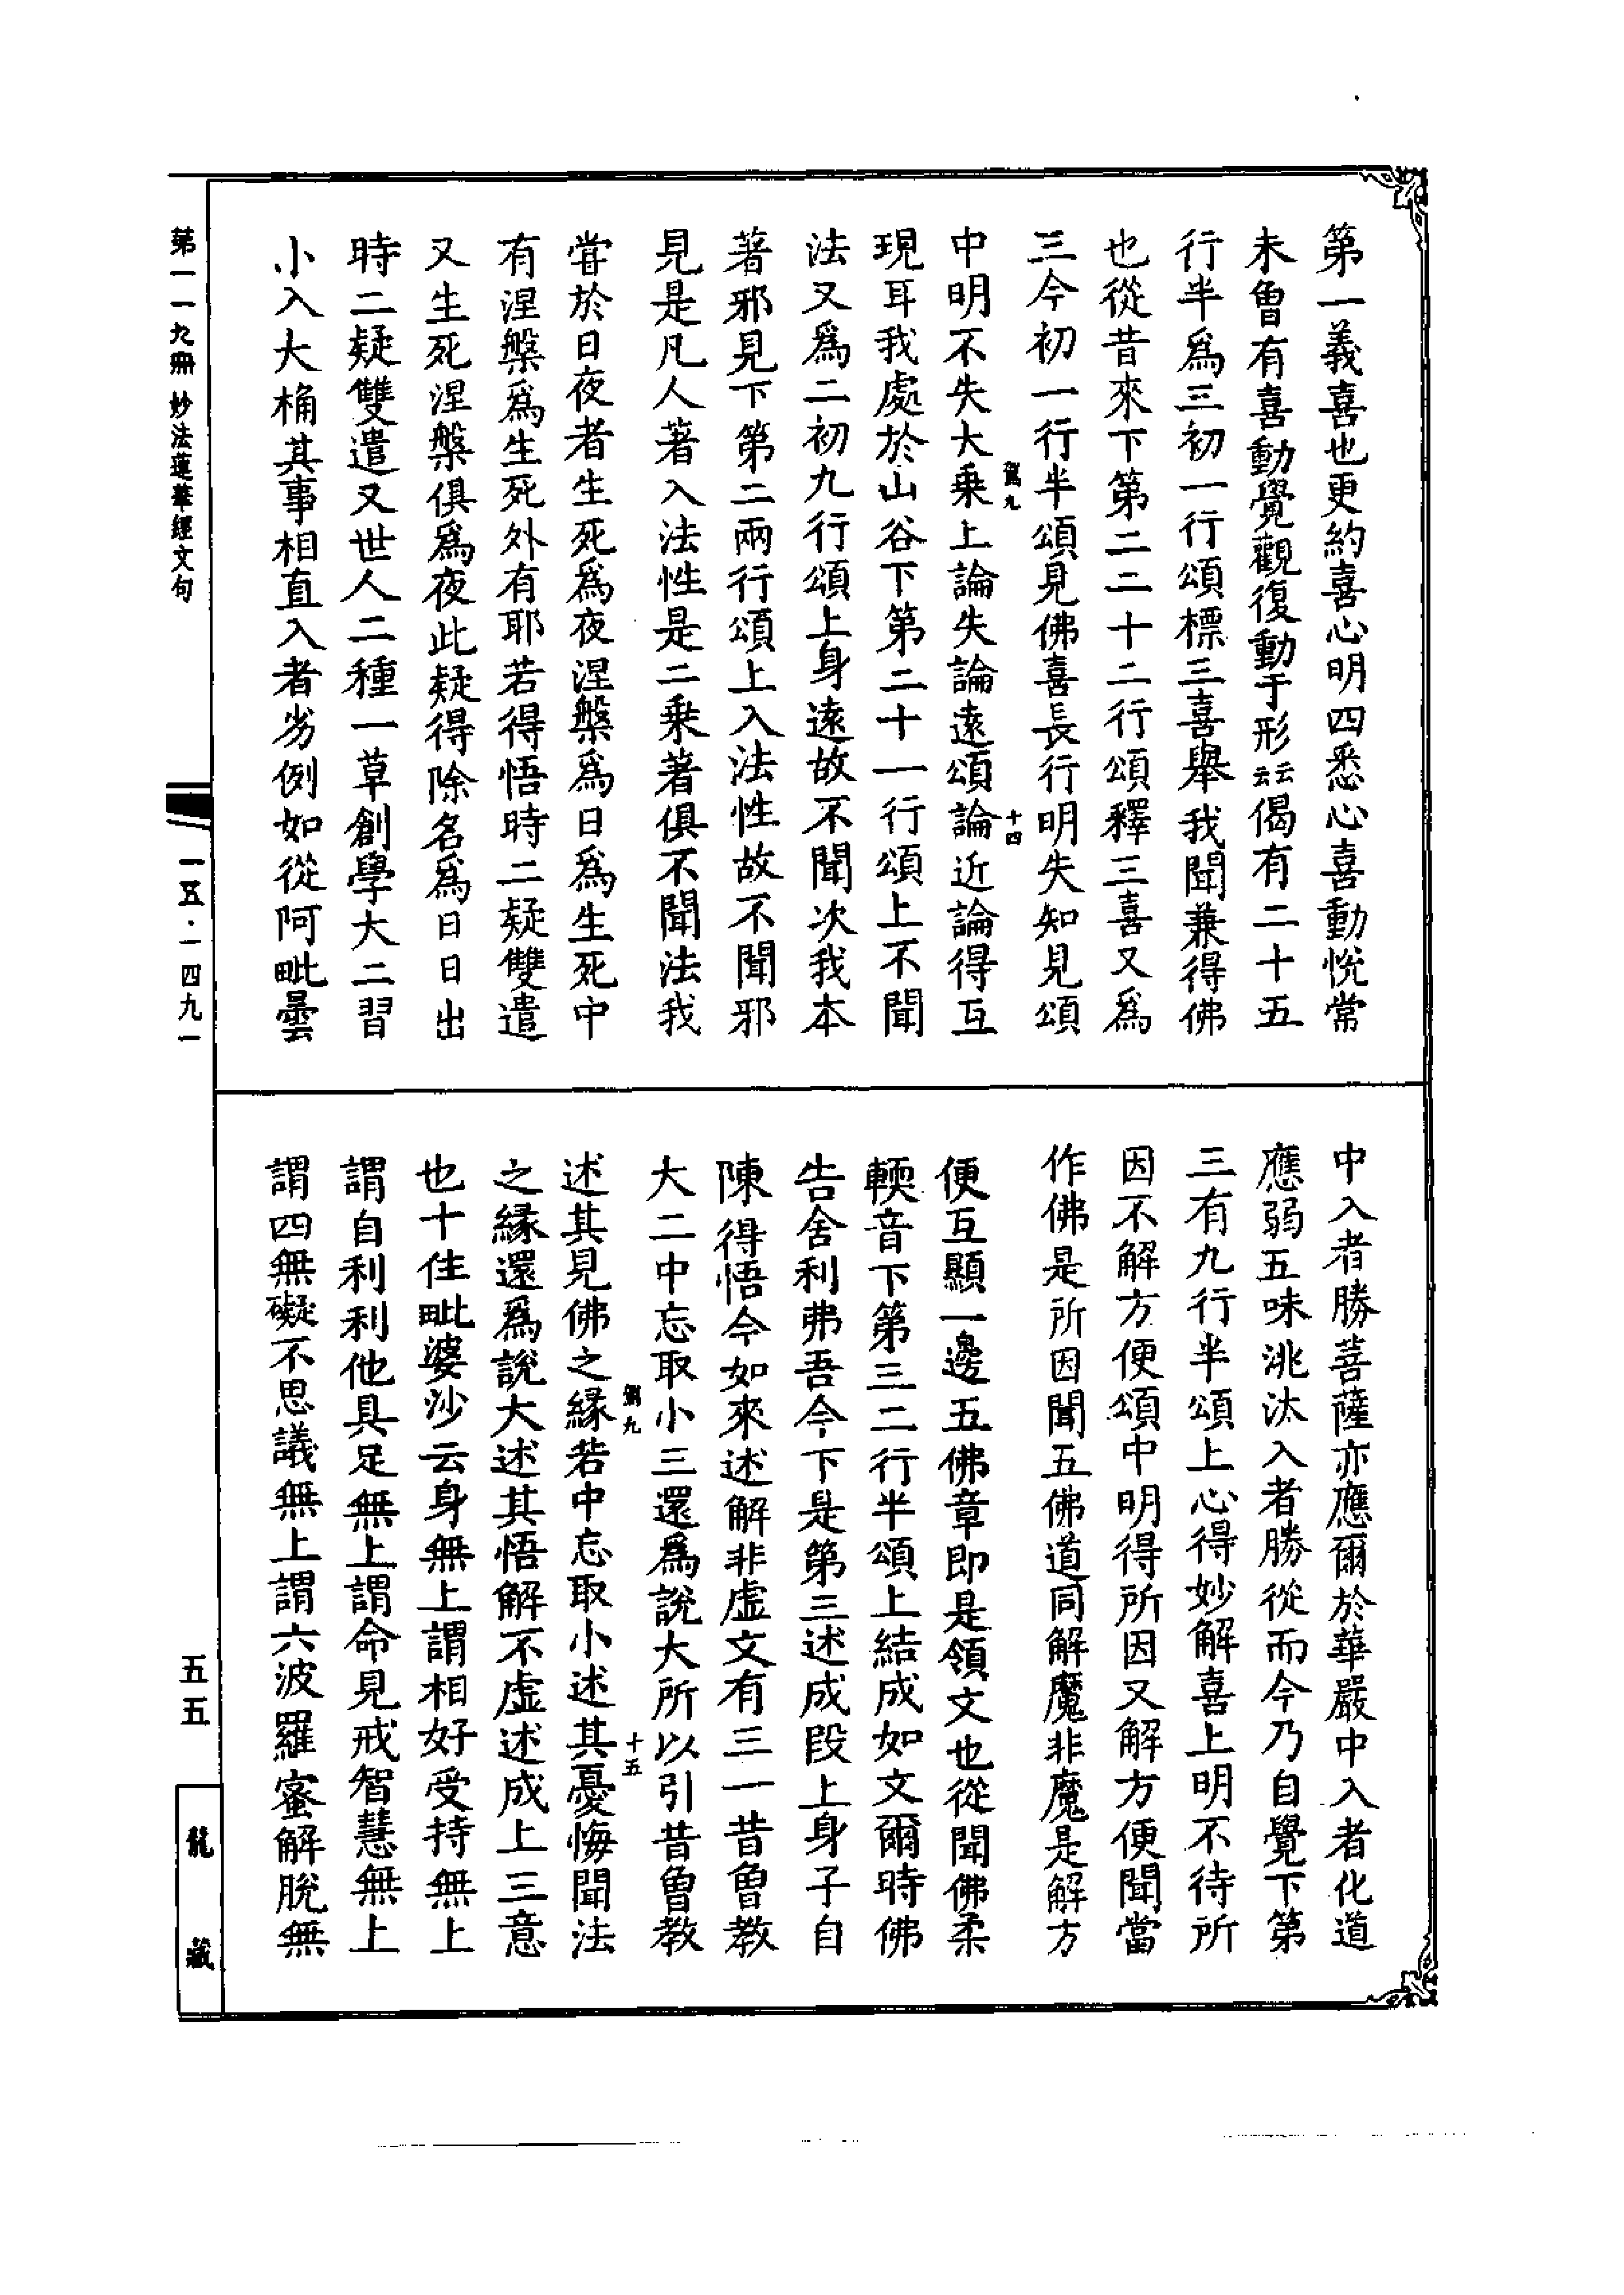 第一義喜也更約喜心明四悉心喜動悅常
未曾有喜動覺觀復動于形云云偈有二十五
行半爲三初一行頌標三喜舉我聞兼得佛
也從昔來下第二二十二行頌釋三喜又爲
三今初一行半頌見佛喜長行明失知見頌
駕九
十四
中明不失大乗上論失論遠頌論近論得互
現耳我處於山谷下第二十一行頌上不聞
法又爲二初九行頌上身遠故不聞次我本
著邪見下第二兩行頌上入法性故不聞邪
見是凡人著入法性是二乗著俱不聞法我
甞於日夜者生死爲夜涅槃爲日爲生死中
有涅槃爲生死外有耶若得悟時二疑雙遣
又生死涅槃俱爲夜此疑得除名爲日日出
時二疑雙遣又世人二種一草創學大二習
小入大桷其事相直入者劣例如從阿毗曇
中入者勝菩薩亦應爾於華嚴中入者化道
應弱五味洮汰入者勝從而今乃自覺下第
三有九行半頌上心得妙解喜上明不待所
因不解方便頌中明得所因又解方便聞當
作佛是所因聞五佛道同解魔非魔是解方
便互顯一邊五佛章即是領文也從聞佛柔
輭音下第三二行半頌上結成如文爾時佛
告舍利弗吾今下是第三述成段上身子自
陳得悟今如來述解非虛文有三一昔曾教
大二中忘取小三還爲說大所以引昔曾教
駕九
十五
述其見佛之緣若中忘取小述其憂悔聞法
之緣還爲說大述其悟解不虛述成上三意
也十住毗婆沙云身無上謂相好受持無上
謂自利利他具足無上謂命見戒智慧無上
謂四無礙不思議無上謂六波羅蜜解脫無
第一一九冊 妙法蓮華經文句
一五·一四九一
五五
龍藏